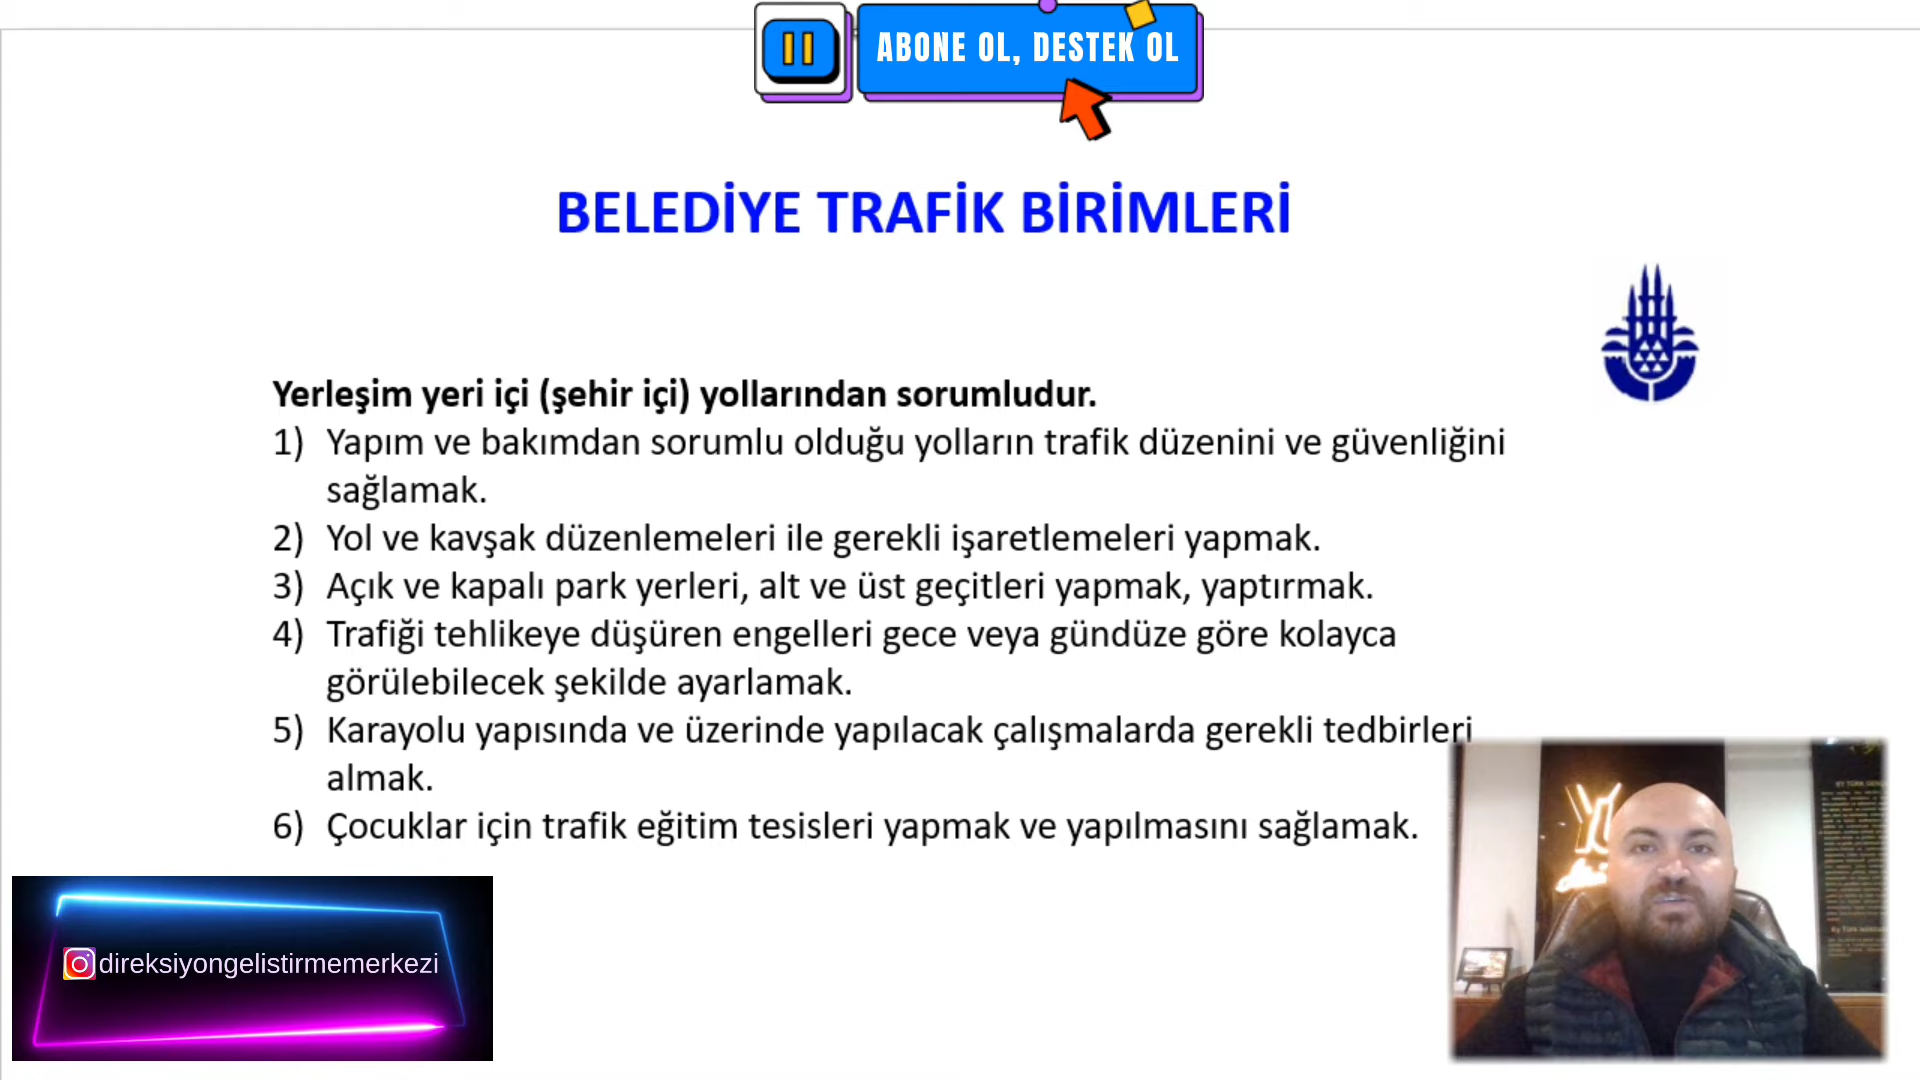 ABONE OL, DESTEK OL
BELEDİYE TRAFİK BİRİMLERİ
Yerleşim yeri içi (şehir içi) yollarından sorumludur.
1) Yapım ve bakımdan sorumlu olduğu yolların trafik düzenini ve güvenliğini
sağlamak.
2) Yol ve kavşak düzenlemeleri ile gerekli işaretlemeleri yapmak.
3) Açık ve kapalı park yerleri, alt ve üst geçitleri yapmak, yaptırmak.
4) Trafiği tehlikeye düşüren engelleri gece veya gündüze göre kolayca
görülebilecek şekilde ayarlamak.
5) Karayolu yapısında ve üzerinde yapılacak çalışmalarda gerekli tedbirleri
almak.
6) Çocuklar için trafik eğitim tesisleri yapmak ve yapılmasını sağlamak.
direksiyongelistirmemerkezi